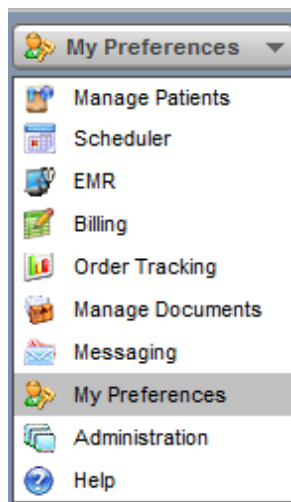 My Preferences
Manage Patients
Scheduler
EMR
Billing
Order Tracking
Manage Documents
Messaging
My Preferences
Administration
Help